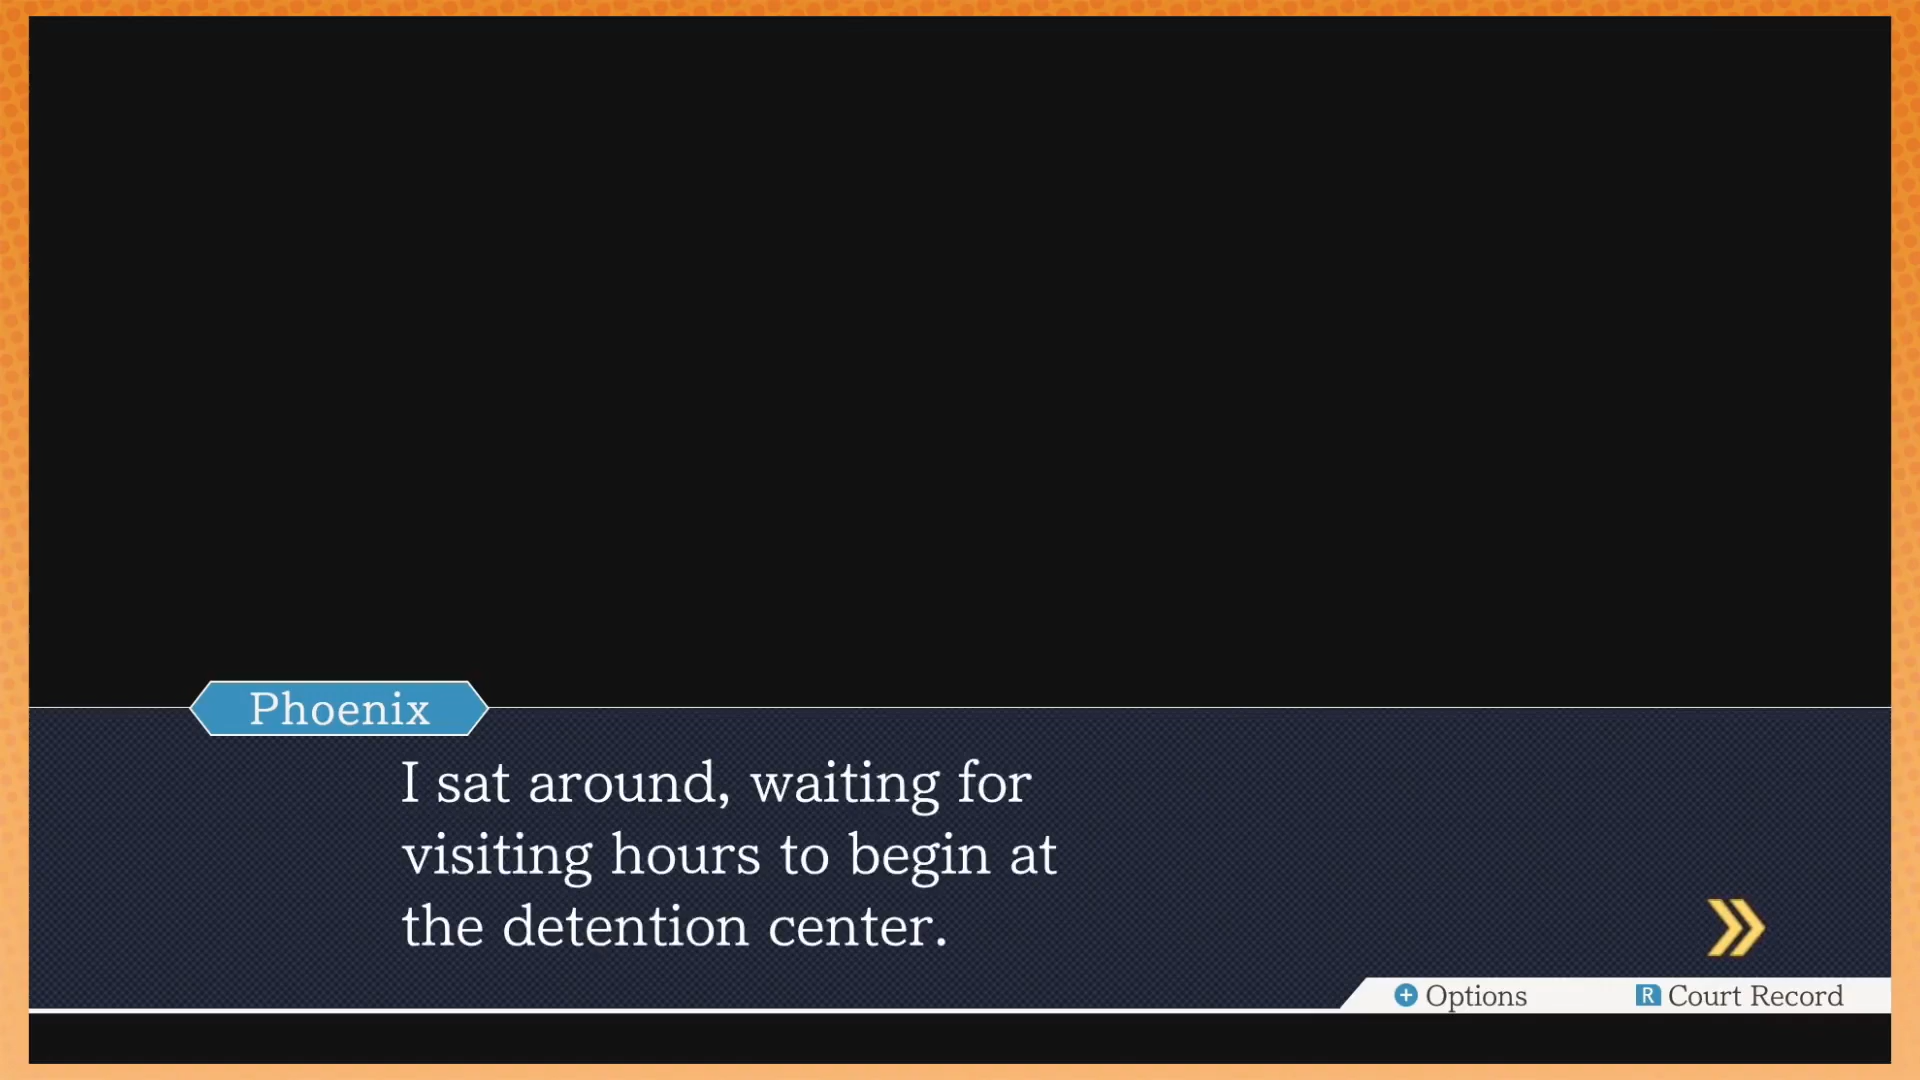 Phoenix
I sat around, waiting for
visiting hours to begin at
the detention center.
+ Options R Court Record